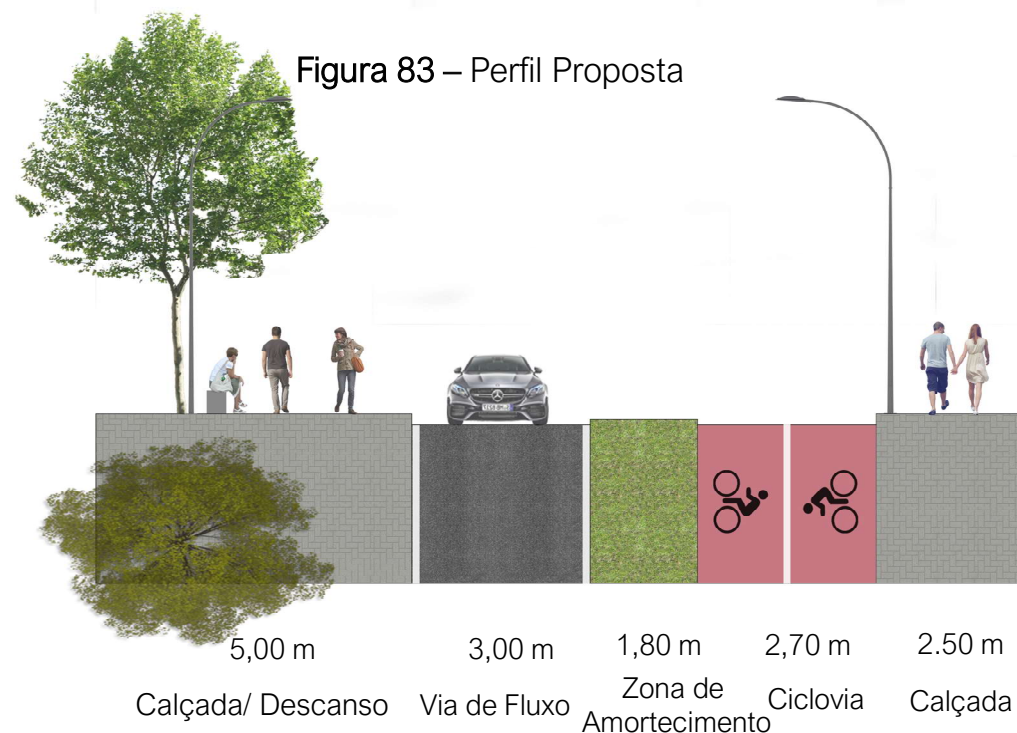 Figura 83 – Perfil Proposta
5,00 m
3,00 m
1,80 m
2,70 m
2.50 m
Calçada/ Descanso
Via de Fluxo
Zona de
Amortecimento
Ciclovia
Calçada